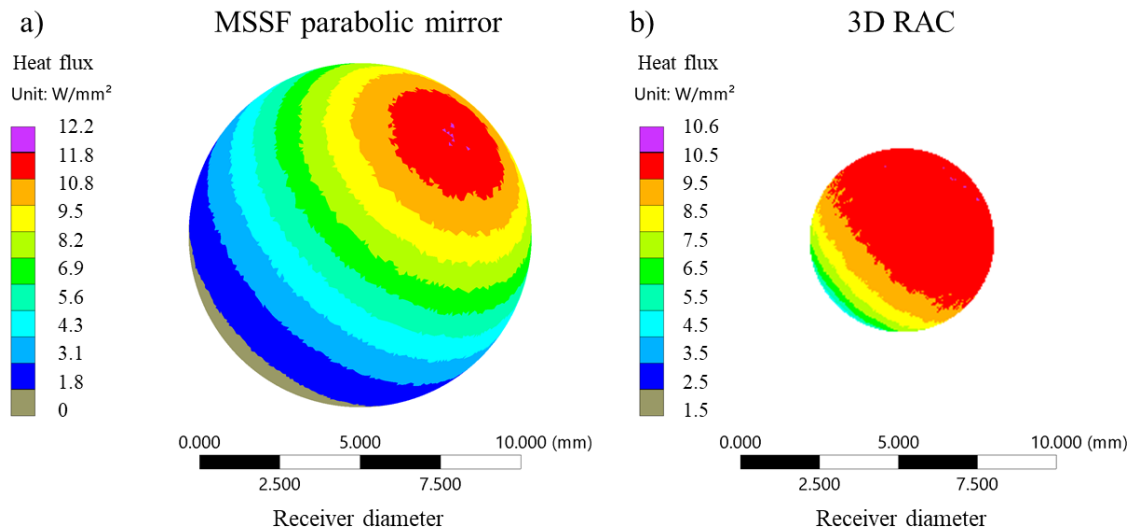 a)
MSSF parabolic mirror
Heat flux
Unit: W/mm²
12.2
11.8
10.8
9.5
8.2
6.9
5.6
4.3
3.1
1.8
0
0.000 5.000 10.000 (mm)
2.500 7.500
Receiver diameter
b)
3D RAC
Heat flux
Unit: W/mm²
10.6
10.5
9.5
8.5
7.5
6.5
5.5
4.5
3.5
2.5
1.5
0.000 5.000 10.000 (mm)
2.500 7.500
Receiver diameter